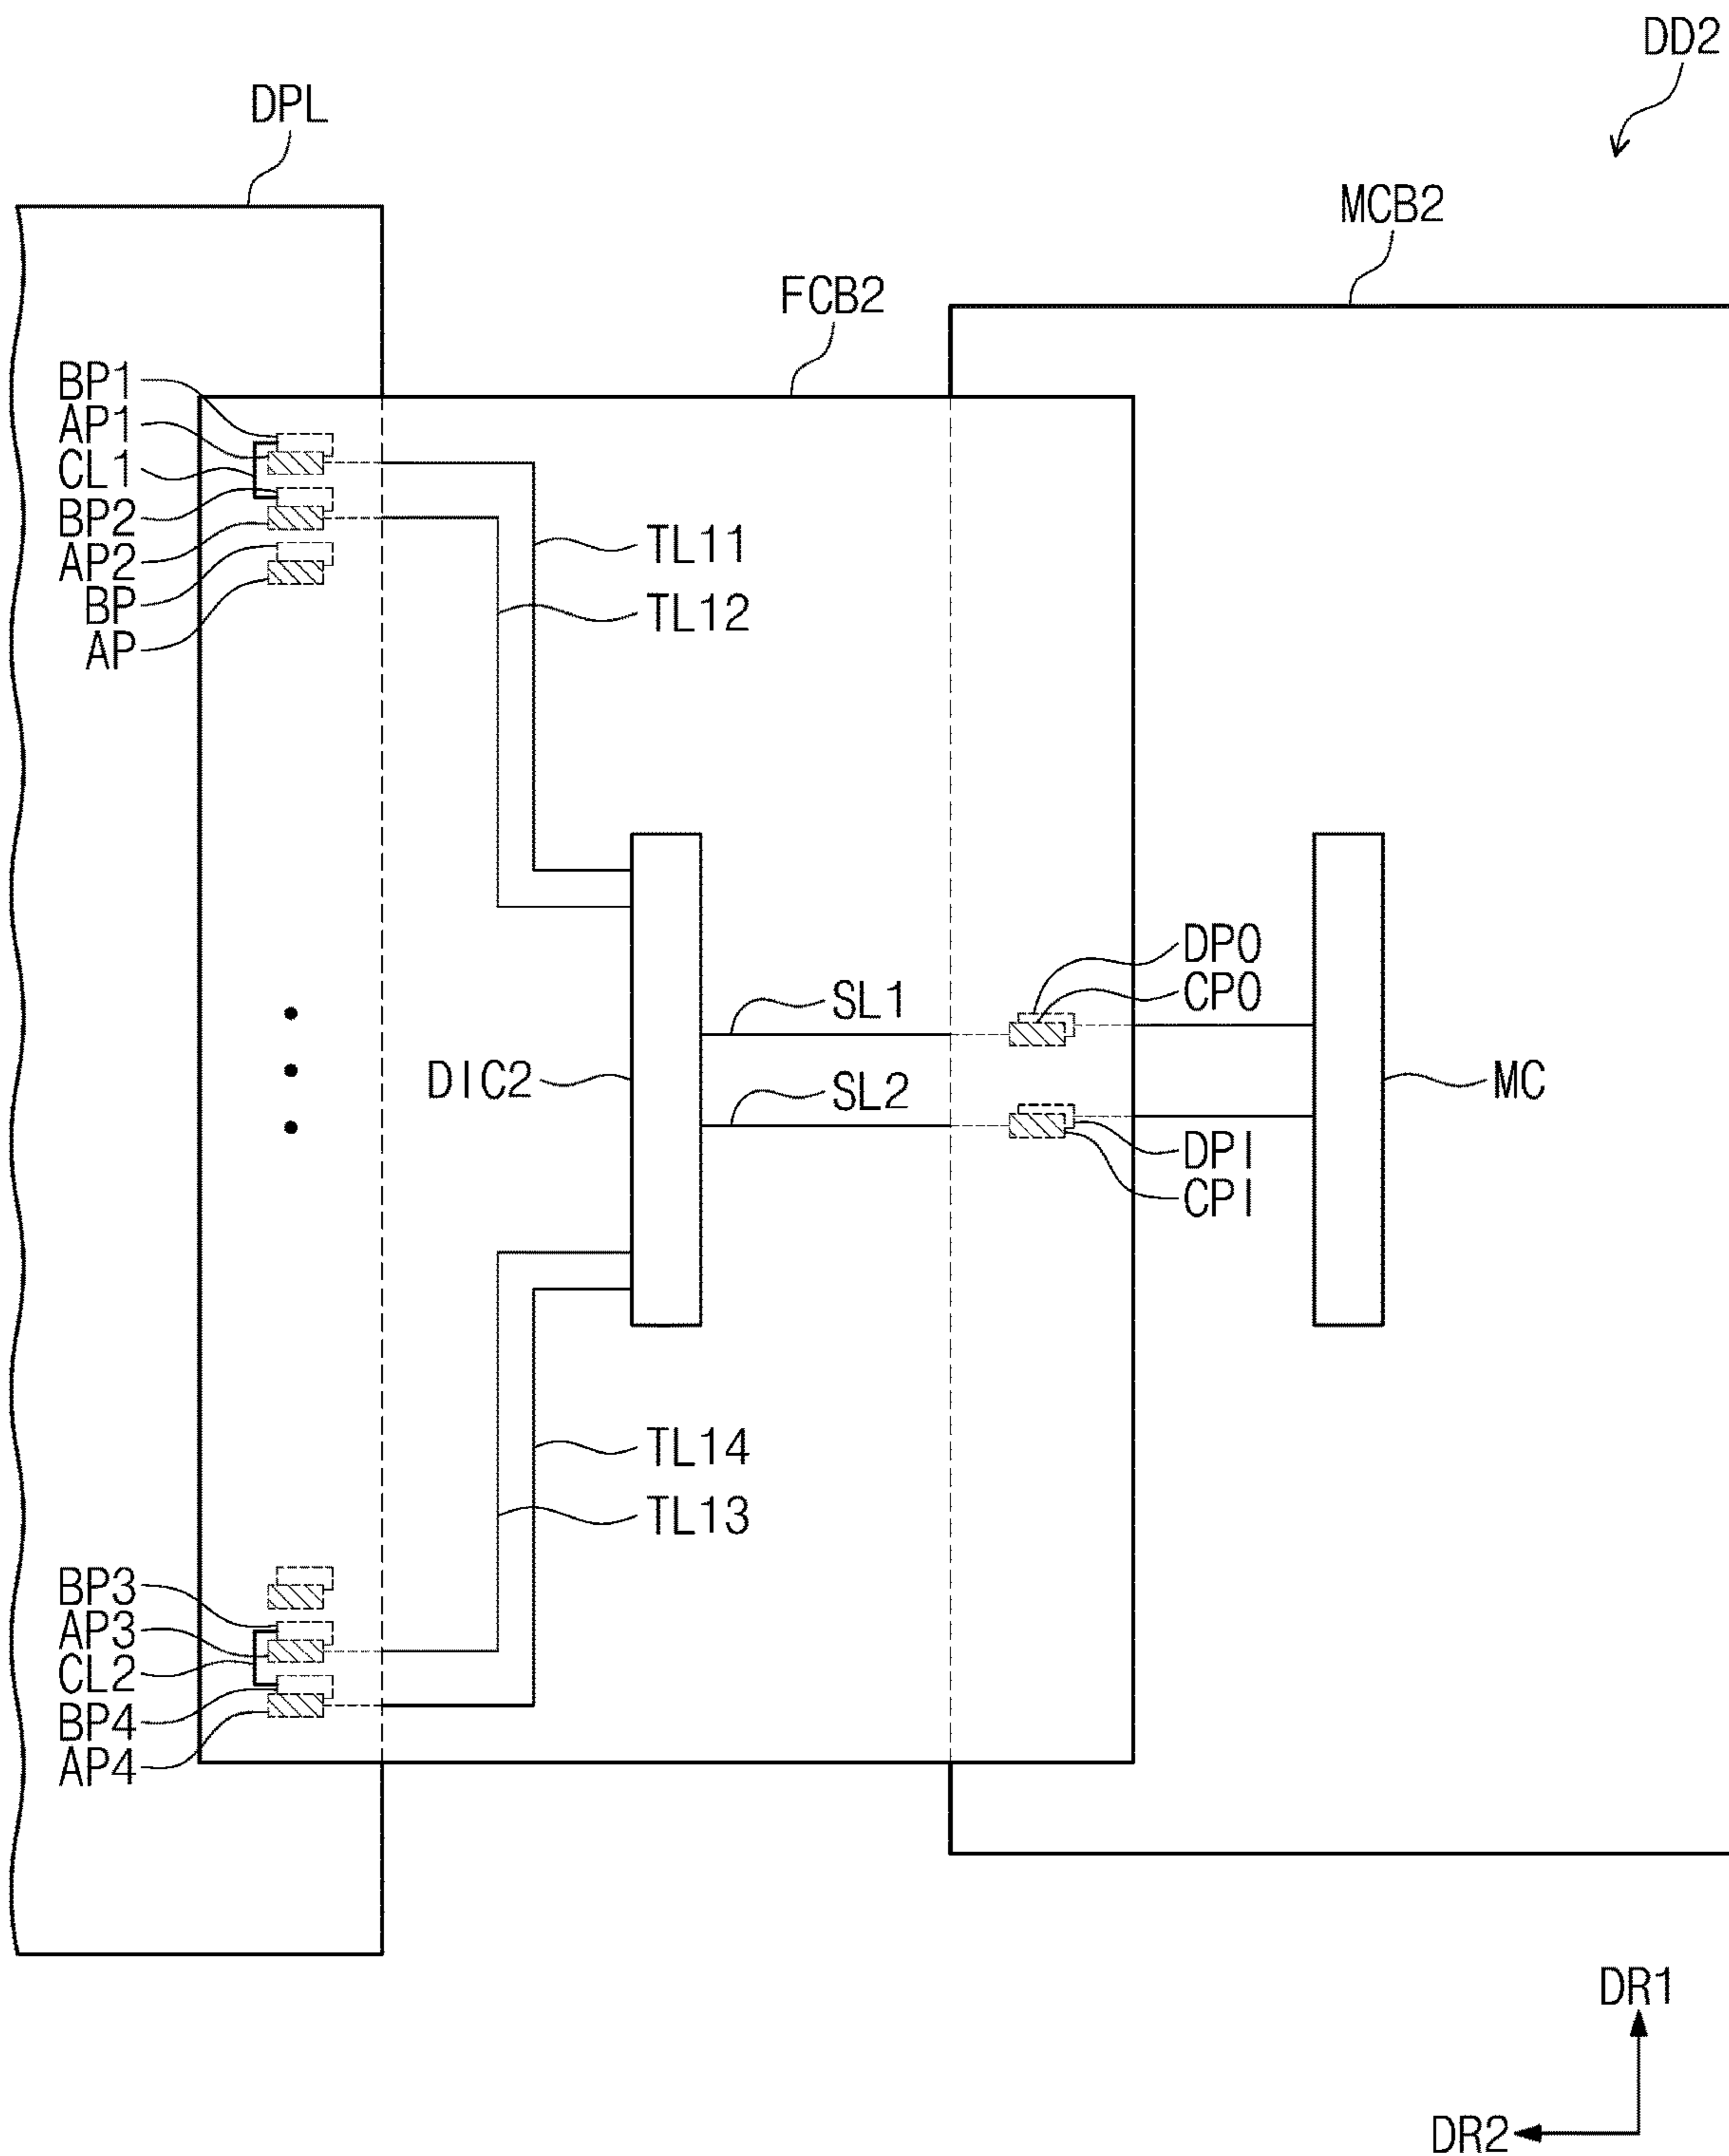 DD2
DPL
MCB2
FCB2
BP1
AP1
CL1
BP2
AP2
BP
AP
TL11
TL12
DPO
CPO
SL1
DIC2
MC
SL2
DPI
CPI
TL14
TL13
BP3
AP3
CL2
BP4
AP4
DR1
DR2